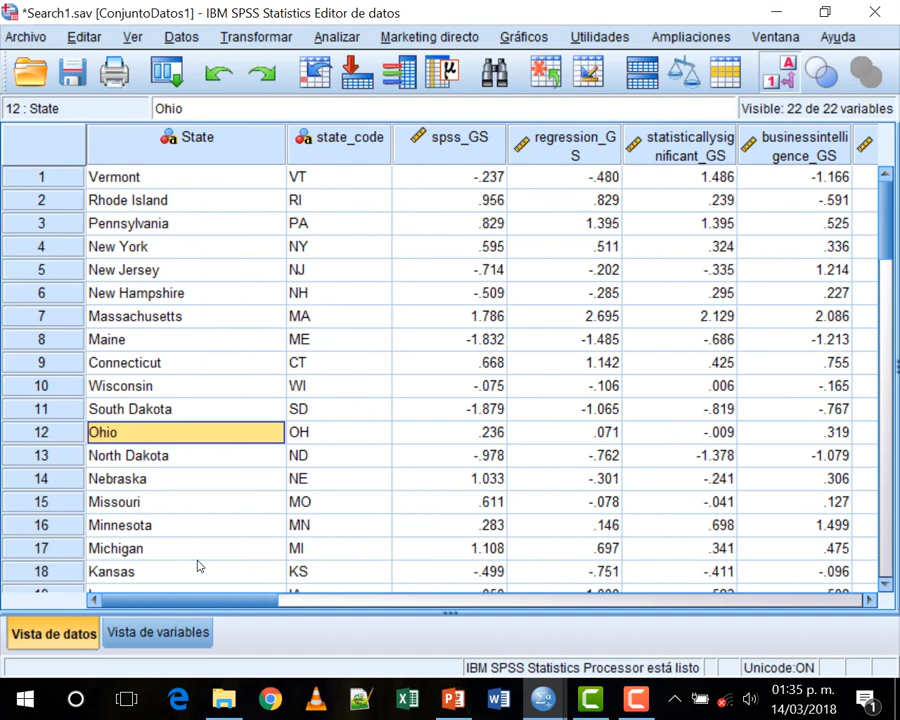 *Search1.sav [ConjuntoDatos1] - IBM SPSS Statistics Editor de datos
Archivo Editar Ver Datos Transformar Analizar Marketing directo Gráficos Utilidades Ampliaciones Ventana Ayuda
12 : State Ohio Visible: 22 de 22 variables
State state_code spss_GS regression_G statisticallysig businessintelli
S nificant_GS gence_GS
1 Vermont VT -.237 -.480 1.486 -1.166
2 Rhode Island RI .956 .829 .239 -.591
3 Pennsylvania PA .829 1.395 1.395 .525
4 New York NY .595 .511 .324 .336
5 New Jersey NJ -.714 -.202 -.335 1.214
6 New Hampshire NH -.509 -.285 .295 .227
7 Massachusetts MA 1.786 2.695 2.129 2.086
8 Maine ME -1.832 -1.485 -.686 -1.213
9 Connecticut CT .668 1.142 .425 .755
10 Wisconsin WI -.075 -.106 .006 -.165
11 South Dakota SD -1.879 -1.065 -.819 -.767
12 Ohio OH .236 .071 -.009 .319
13 North Dakota ND -.978 -.762 -1.378 -1.079
14 Nebraska NE 1.033 -.301 -.241 .306
15 Missouri MO .611 -.078 -.041 .127
16 Minnesota MN .283 .146 .698 1.499
17 Michigan MI 1.108 .697 .341 .475
18 Kansas KS -.499 -.751 -.411 -.096
Vista de datos Vista de variables
IBM SPSS Statistics Processor está listo Unicode:ON
01:35 p. m.
14/03/2018
1